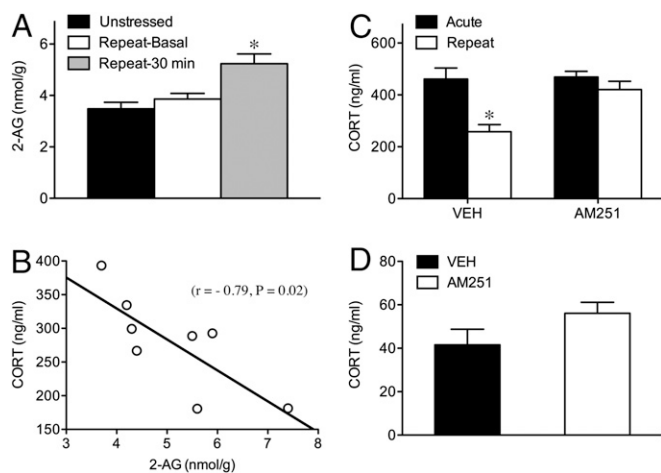 A
Unstressed
Repeat-Basal
Repeat-30 min
*
6
4
2
0
2-AG (nmol/g)
B
(r = - 0.79, P = 0.02)
400
350
300
250
200
150
CORT (ng/ml)
3 4 5 6 7 8
2-AG (nmol/g)
C
Acute
Repeat
*
600
400
200
0
CORT (ng/ml)
VEH AM251
D
VEH
AM251
80
60
40
20
0
CORT (ng/ml)